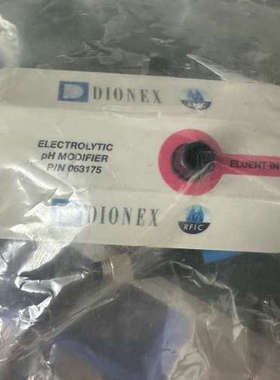 DIONEX
ELECTROLYTIC
pH MODIFIER
P/N 063175
ELUENT IN
DIONEX
RFIC